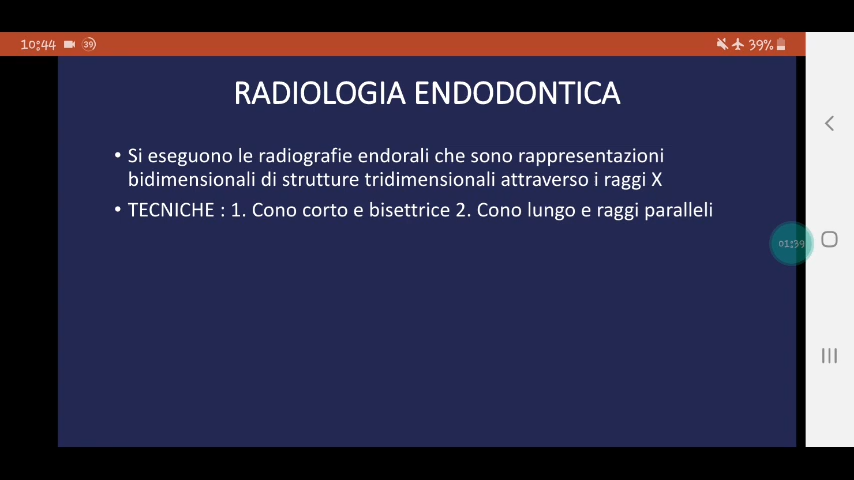 10:44
39
39%
RADIOLOGIA ENDODONTICA
• Si eseguono le radiografie endorali che sono rappresentazioni
bidimensionali di strutture tridimensionali attraverso i raggi X
• TECNICHE : 1. Cono corto e bisettrice 2. Cono lungo e raggi paralleli
01:39